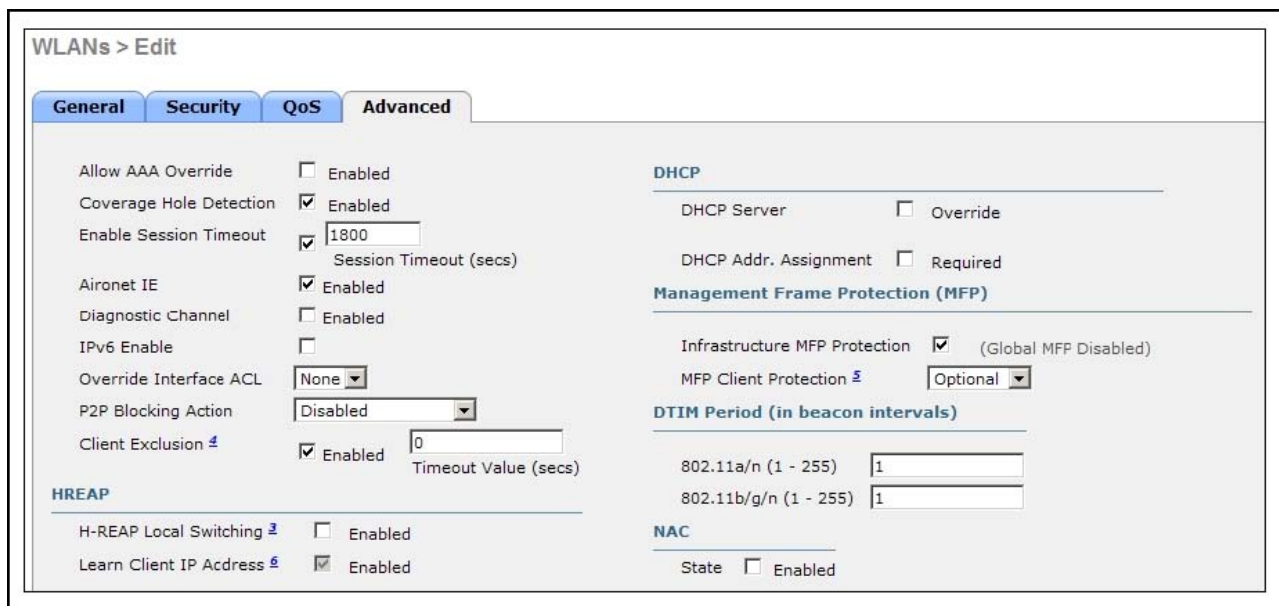 WLANs > Edit
General Security QoS Advanced
Allow AAA Override Enabled
Coverage Hole Detection Enabled
Enable Session Timeout 1800
Session Timeout (secs)
Aironet IE Enabled
Diagnostic Channel Enabled
IPv6 Enable
Override Interface ACL None
P2P Blocking Action Disabled
Client Exclusion 4 Enabled 0
Timeout Value (secs)
HREAP
H-REAP Local Switching 3 Enabled
Learn Client IP Acdress 6 Enabled
DHCP
DHCP Server Override
DHCP Addr. Assignment Required
Management Frame Protection (MFP)
Infrastructure MFP Protection (Global MFP Disabled)
MFP Client Protection 5 Optional
DTIM Period (in beacon intervals)
802.11a/n (1 - 255) 1
802.11b/g/n (1 - 255) 1
NAC
State Enabled